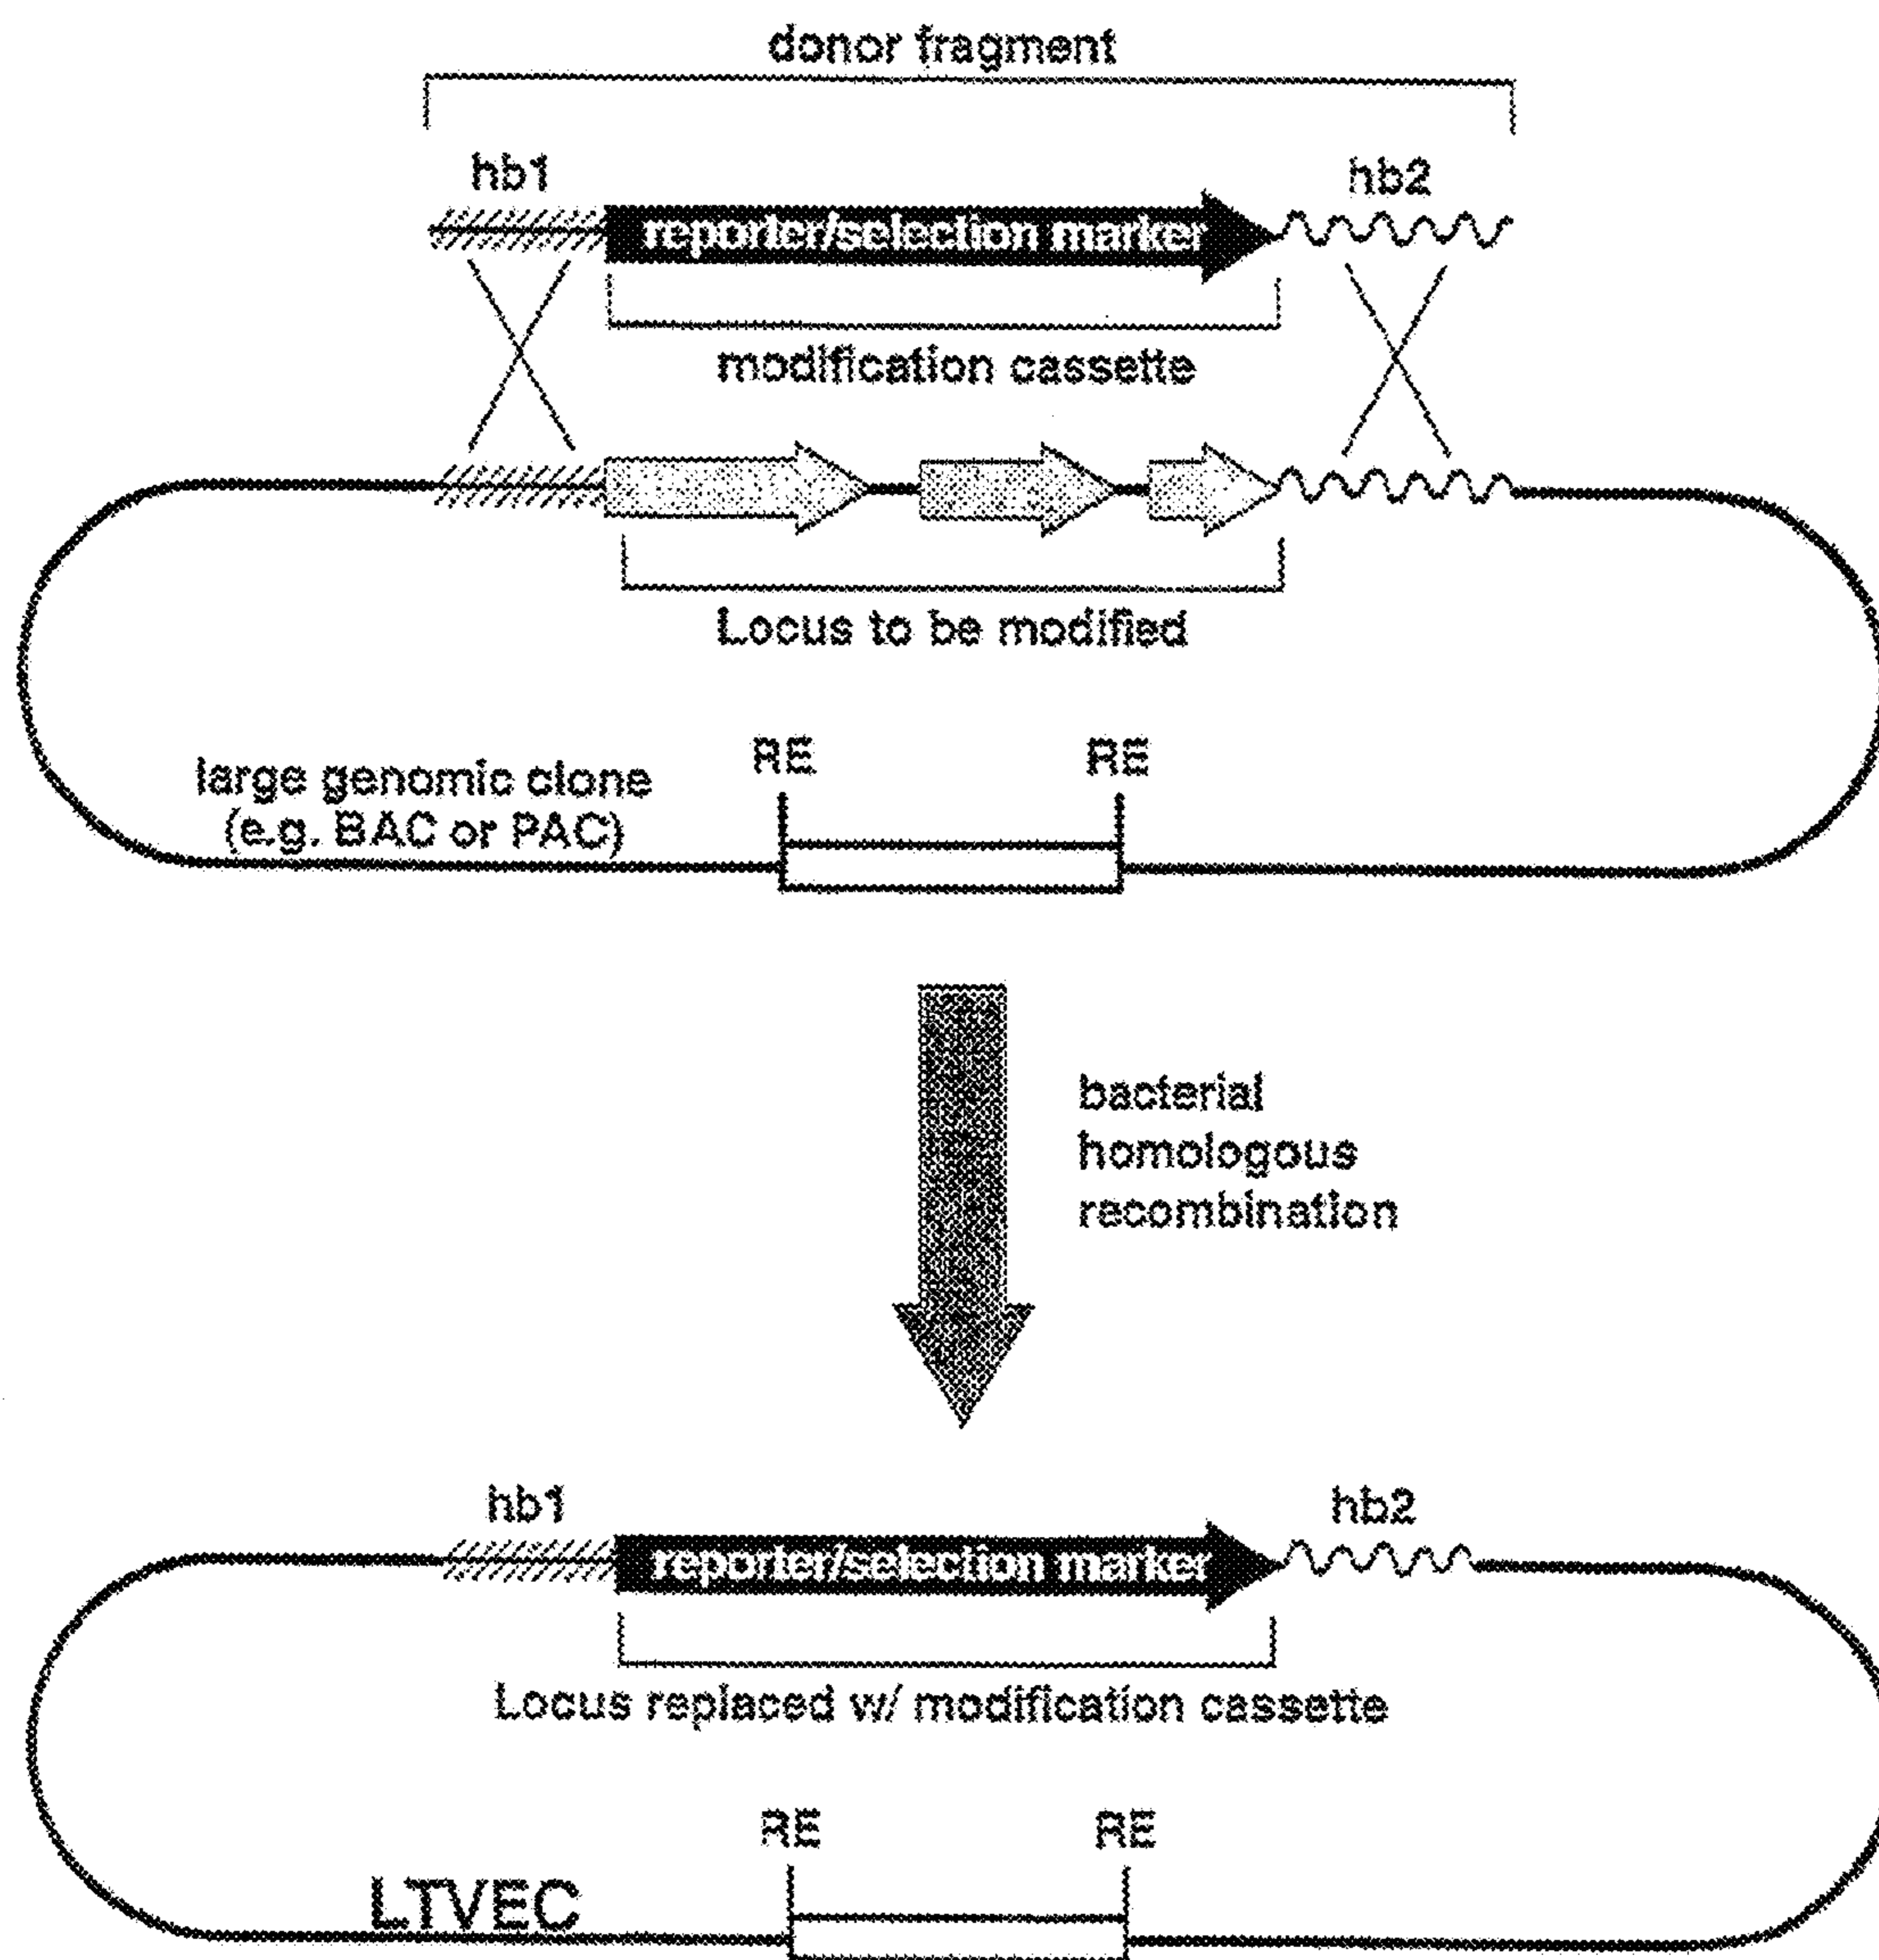 donor fragment
hb1
hb2
reporter/selection marker
modification cassette
Locus to be modified
large genomic clone
(e.g. BAC or PAC)
RE
RE
bacterial
homologous
recombination
hb1
hb2
reporter/selection marker
Locus replaced w/ modification cassette
RE
RE
LTVEC